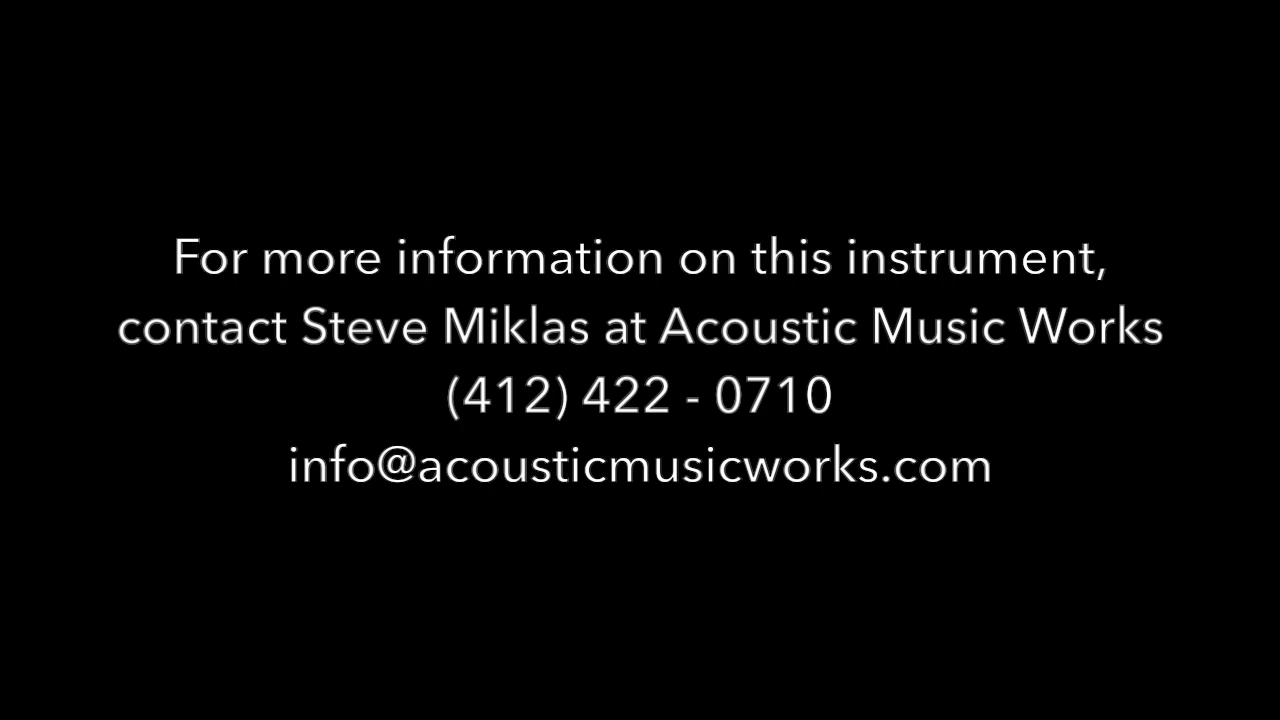 For more information on this instrument,
contact Steve Miklas at Acoustic Music Works
(412) 422 - 0710
info@acousticmusicworks.com